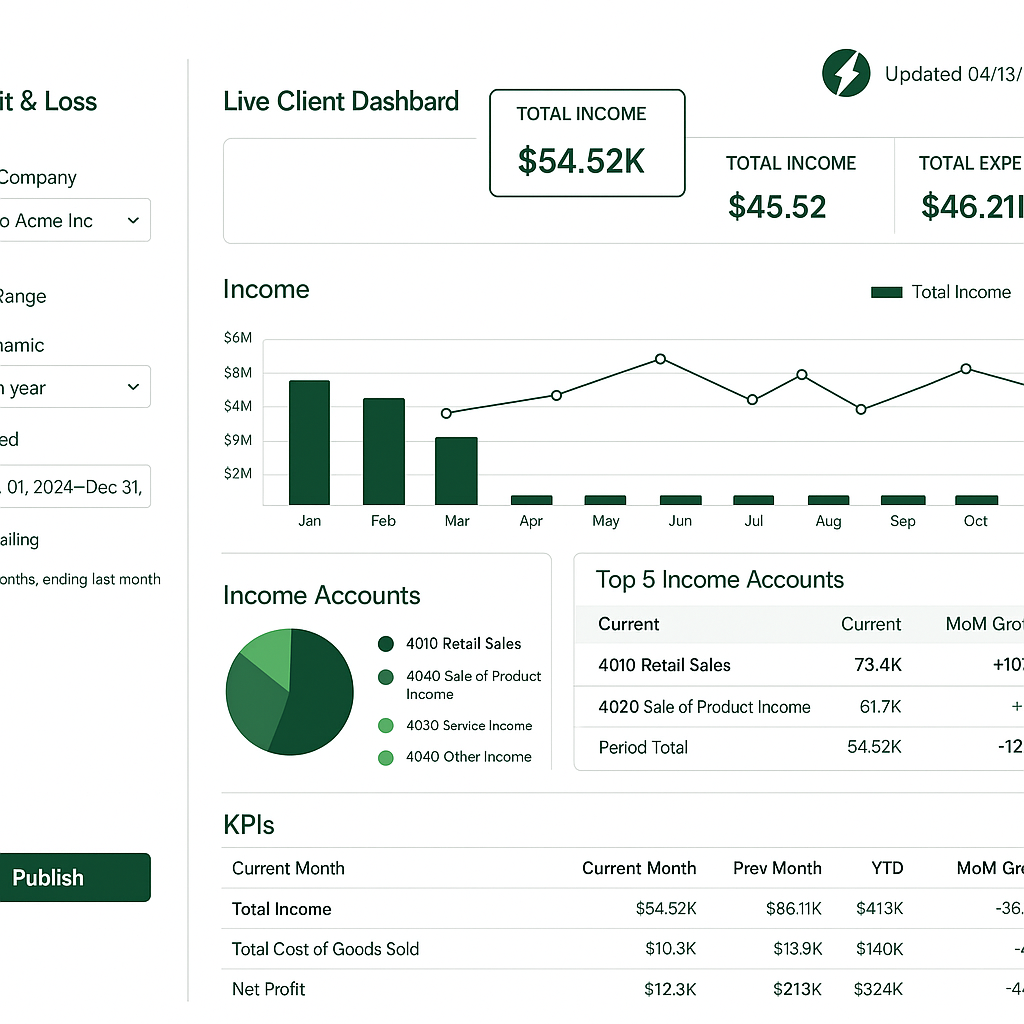 it & Loss
Company
o Acme Inc
Range
namic
n year
ed
01, 2024–Dec 31,
ailing
onths, ending last month
Publish
Updated 04/13/
Live Client Dashbard
TOTAL INCOME
$54.52K
TOTAL INCOME
$45.52
TOTAL EXPE
$46.21
Income
Total Income
$6M
$8M
$4M
$9M
$2M
Jan Feb Mar Apr May Jun Jul Aug Sep Oct
Income Accounts
4010 Retail Sales
4040 Sale of Product
Income
4030 Service Income
4040 Other Income
Top 5 Income Accounts
Current Current MoM Grot
4010 Retail Sales 73.4K +107
4020 Sale of Product Income 61.7K +
Period Total 54.52K -12
KPIs
Current Month Current Month Prev Month YTD MoM Gre
Total Income $54.52K $86.11K $413K -36.
Total Cost of Goods Sold $10.3K $13.9K $140K -4
Net Profit $12.3K $213K $324K -44